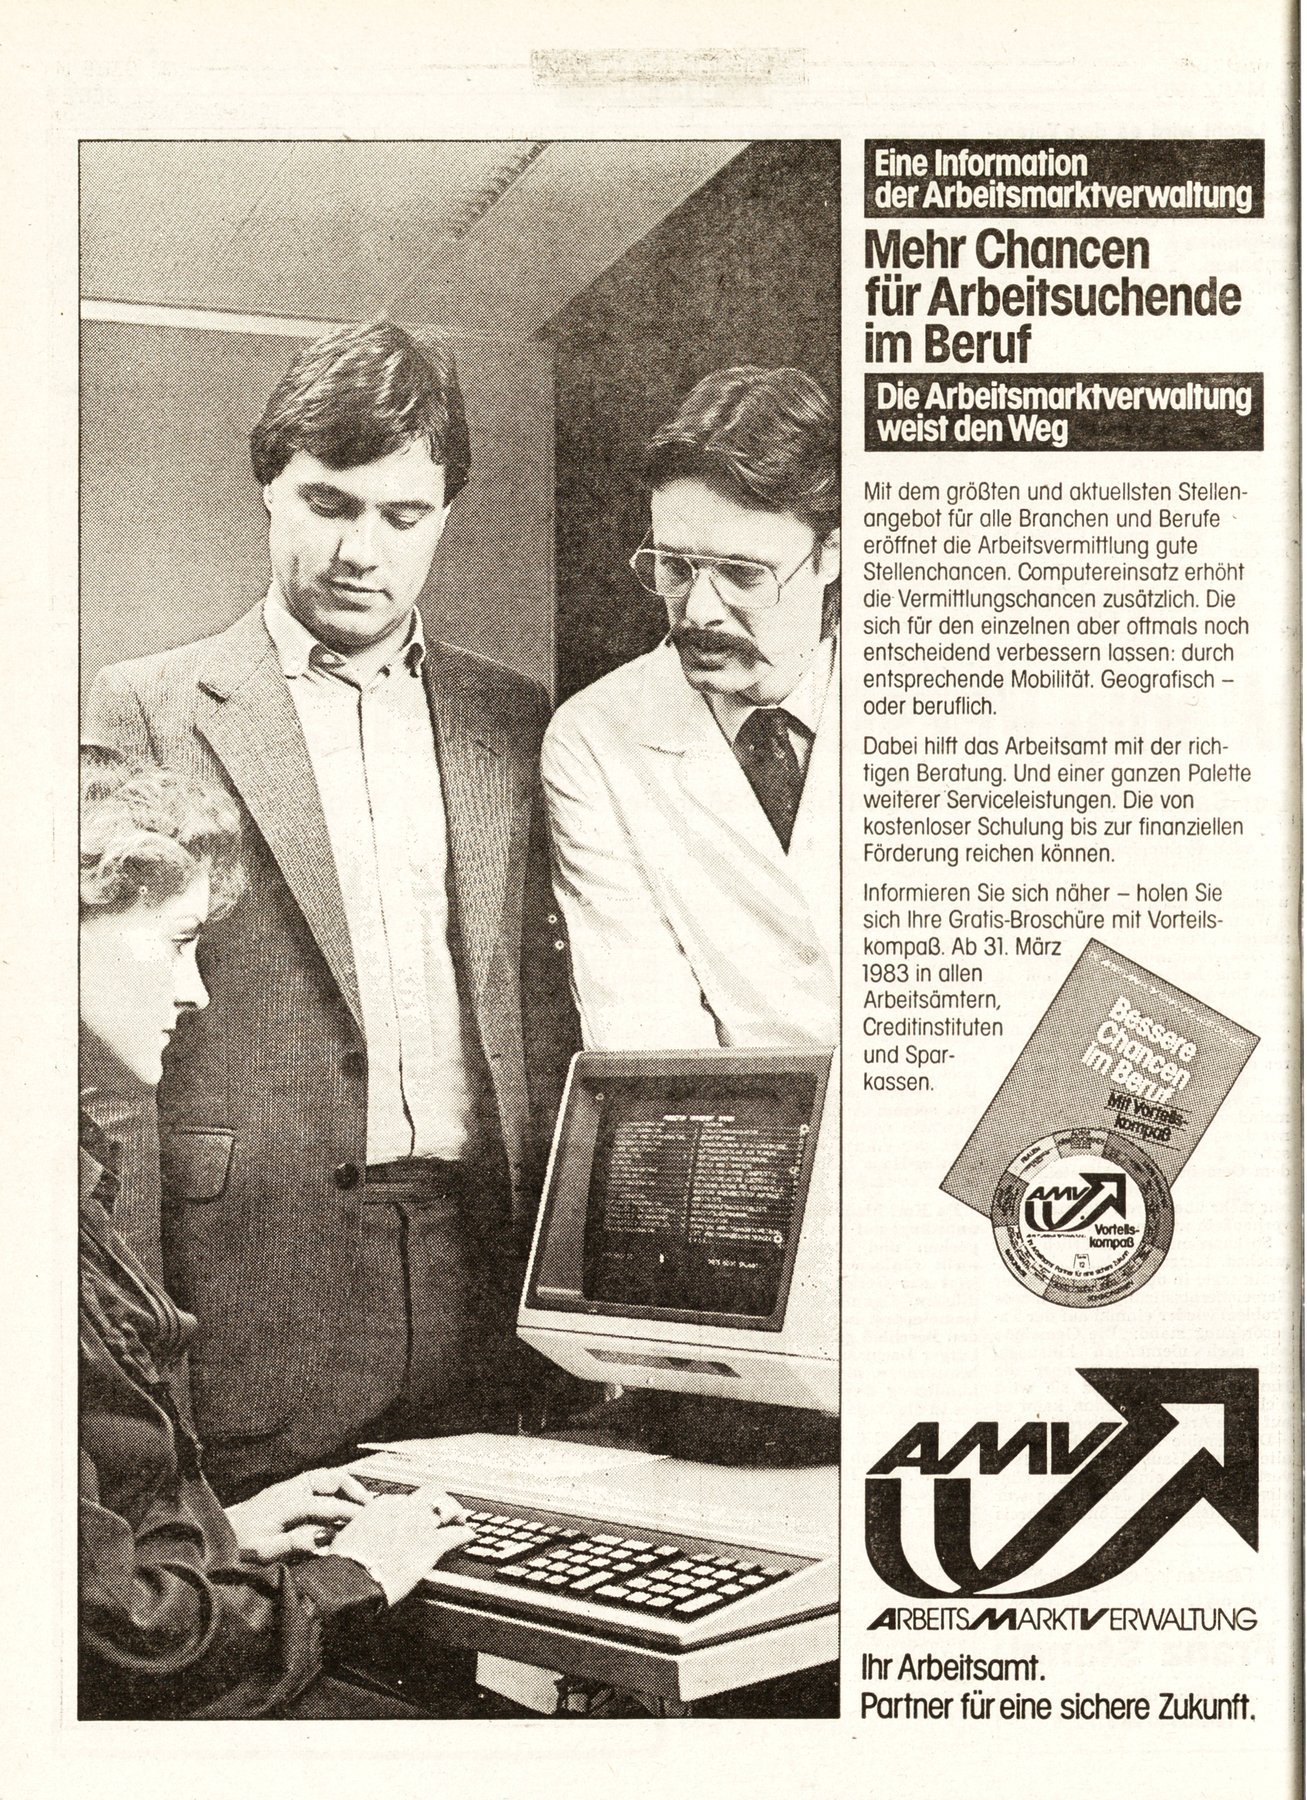 Eine Information
der Arbeitsmarktverwaltung
Mehr Chancen
für Arbeitsuchende
im Beruf
Die Arbeitsmarktverwaltung
weist den Weg
Mit dem größten und aktuellsten Stellen-
angebot für alle Branchen und Berufe
eröffnet die Arbeitsvermittlung gute
Stellenchancen. Computereinsatz erhöht
die Vermittlungschancen zusätzlich. Die
sich für den einzelnen aber oftmals noch
entscheidend verbessern lassen: durch
entsprechende Mobilität. Geografisch –
oder beruflich.
Dabei hilft das Arbeitsamt mit der rich-
tigen Beratung. Und einer ganzen Palette
weiterer Serviceleistungen. Die von
kostenloser Schulung bis zur finanziellen
Förderung reichen können.
Informieren Sie sich näher – holen Sie
sich Ihre Gratis-Broschüre mit Vorteils-
kompaß. Ab 31. März
1983 in allen
Arbeitsämtern,
Creditinstituten
und Spar-
kassen.
Bessere
Chancen
im Beruf
Mit Vorteils-
kompaß
AMV
Vorteils-
kompaß
AMV
ARBEITSMARKTVERWALTUNG
Ihr Arbeitsamt.
Partner für eine sichere Zukunft.